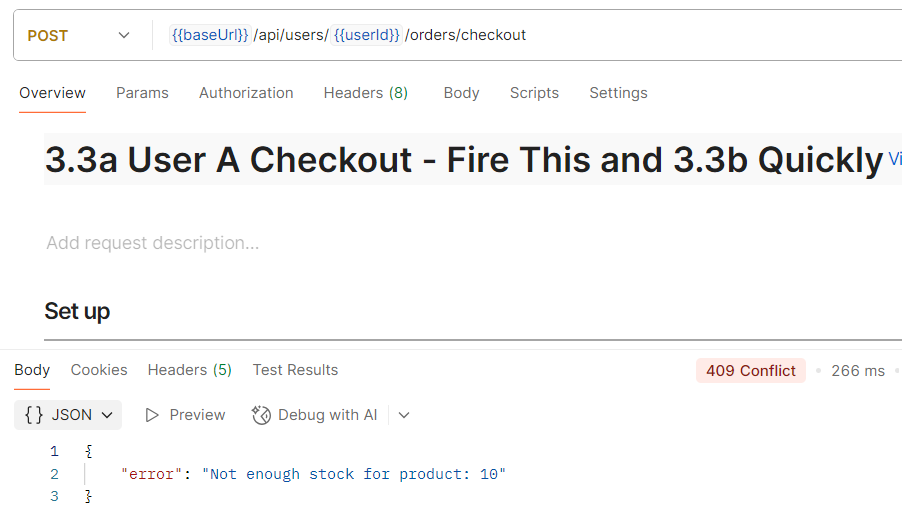 POST {{baseUrl}} /api/users/ {{userId}} /orders/checkout
Overview Params Authorization Headers (8) Body Scripts Settings
3.3a User A Checkout - Fire This and 3.3b Quickly Vi
Add request description...
Set up
Body Cookies Headers (5) Test Results 409 Conflict • 266 ms •
{} JSON Preview Debug with AI
1 {
2 "error": "Not enough stock for product: 10"
3 }